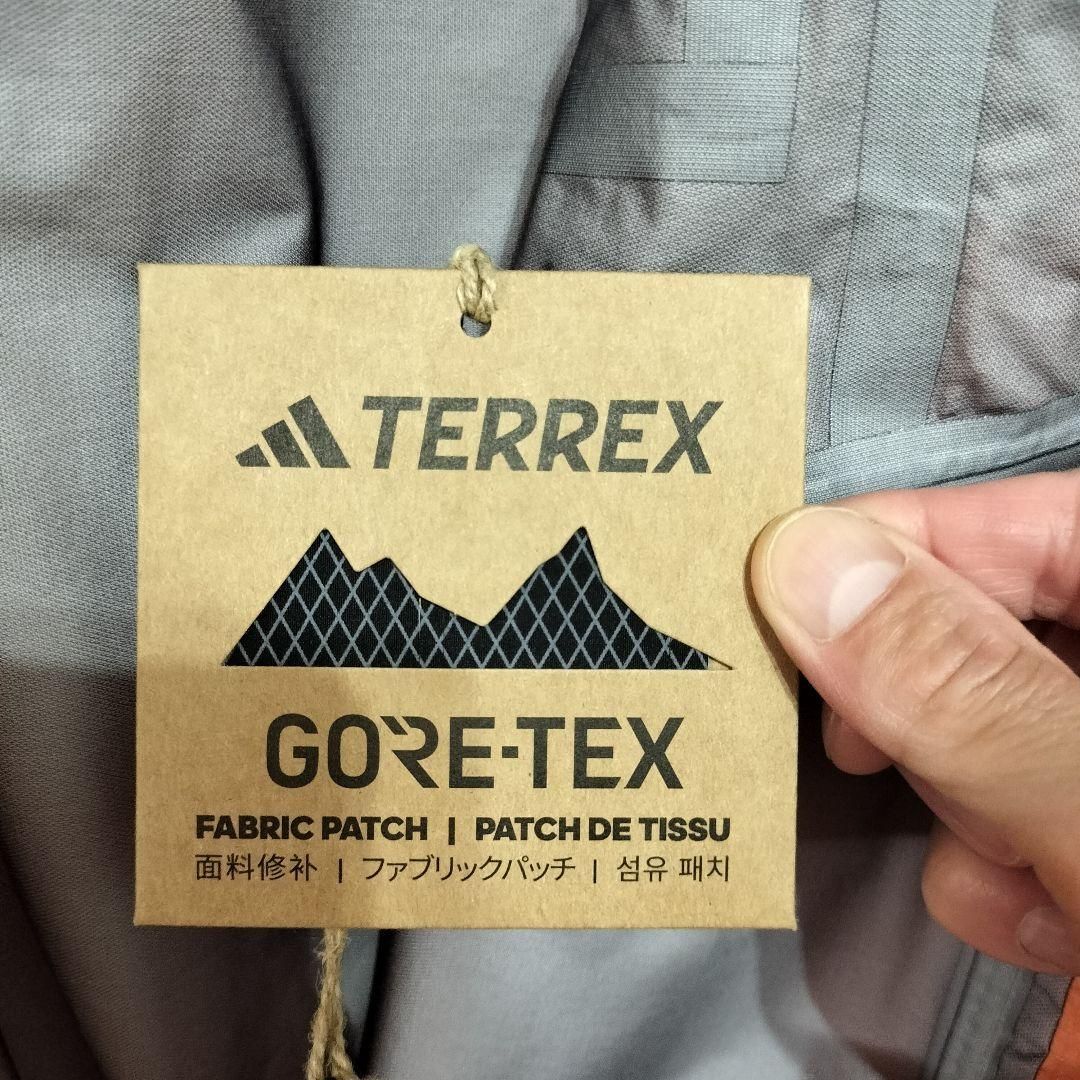 TERREX
GORE-TEX
FABRIC PATCH | PATCH DE TISSU
面料修补 | ファブリックパッチ | 섬유 패치